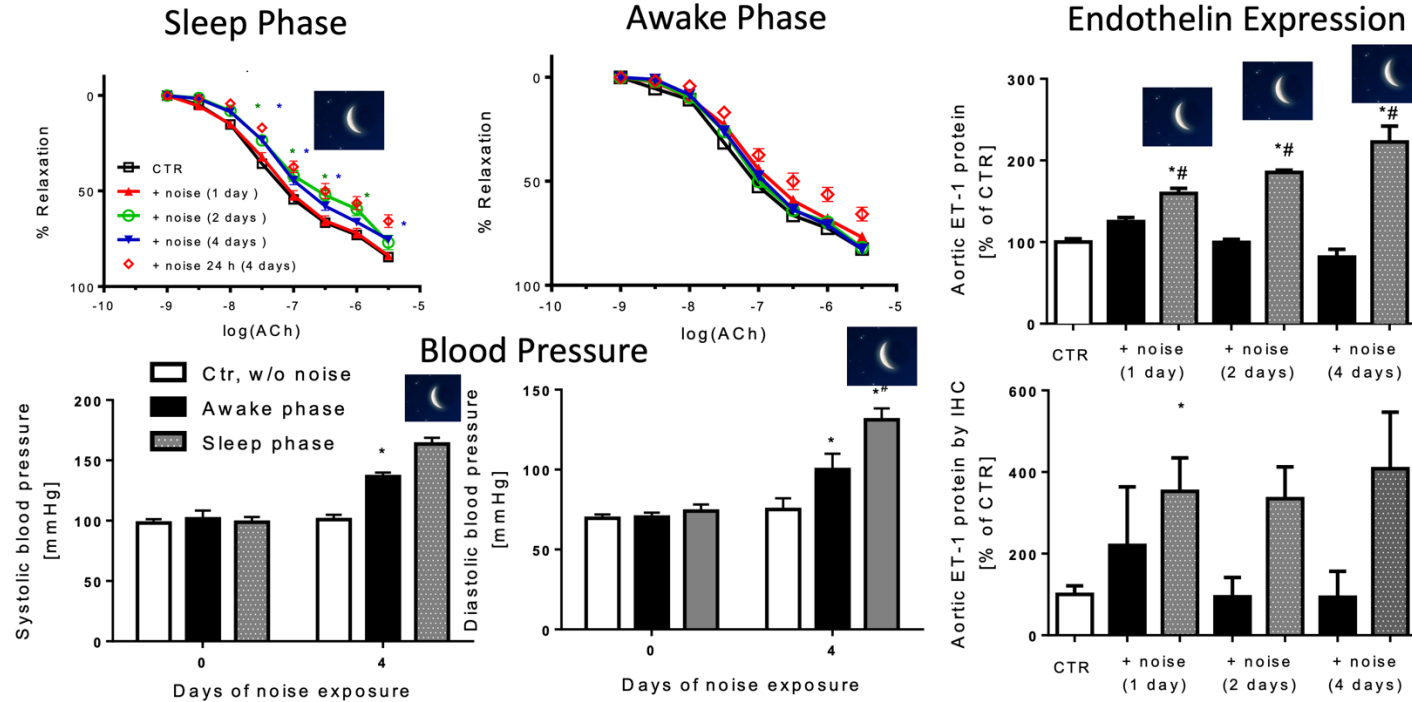 Sleep Phase
Awake Phase
Endothelin Expression
% Relaxation
0
50
100
-10
-9
-8
-7
-6
-5
log(ACh)
CTR
+ noise (1 day )
+ noise (2 days )
+ noise (4 days )
+ noise 24 h (4 days)
* *
* *
* *
*
*
% Relaxation
0
50
100
-10
-9
-8
-7
-6
-5
log(ACh)
Aortic ET-1 protein
[% of CTR]
300
200
100
0
*#
*#
*#
CTR
+ noise
(1 day)
+ noise
(2 days)
+ noise
(4 days)
Blood Pressure
Ctr, w/o noise
Awake phase
Sleep phase
Systolic blood pressure
[mmHg]
200
150
100
50
0
*
0
4
Days of noise exposure
Diastolic blood pressure
[mmHg]
150
100
50
0
*
*#
0
4
Days of noise exposure
Aortic ET-1 protein by IHC
[% of CTR]
600
400
200
0
*
CTR
+ noise
(1 day)
+ noise
(2 days)
+ noise
(4 days)